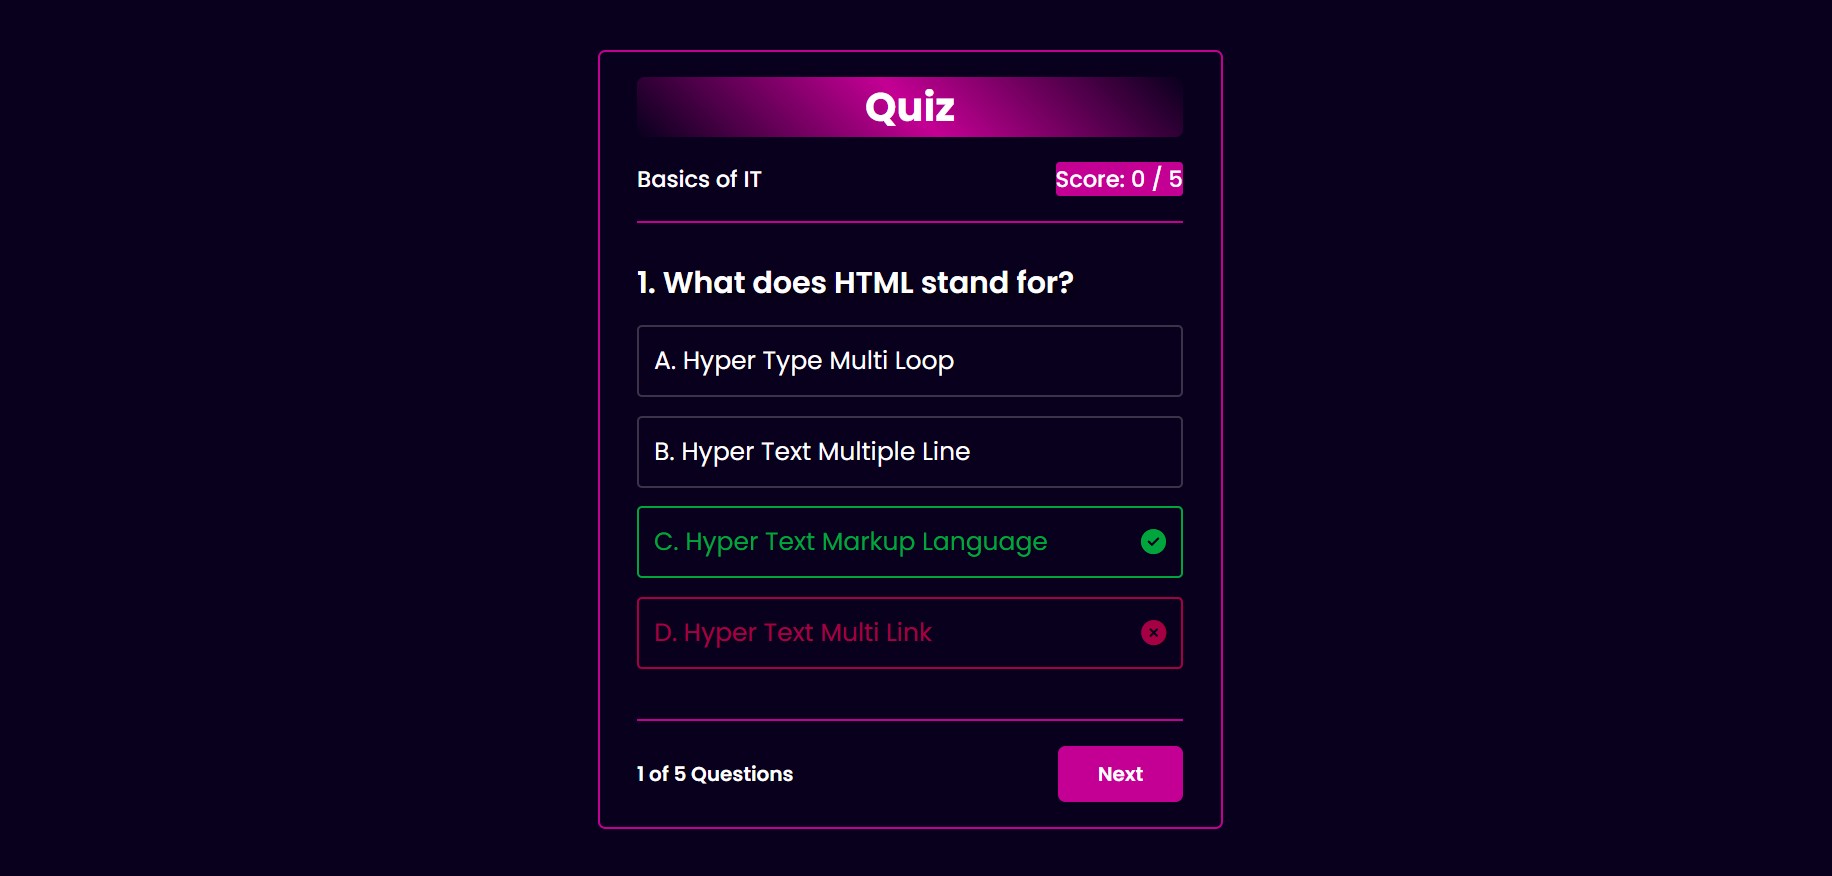 Quiz
Basics of IT
Score: 0 / 5
1. What does HTML stand for?
A. Hyper Type Multi Loop
B. Hyper Text Multiple Line
C. Hyper Text Markup Language
D. Hyper Text Multi Link
1 of 5 Questions
Next